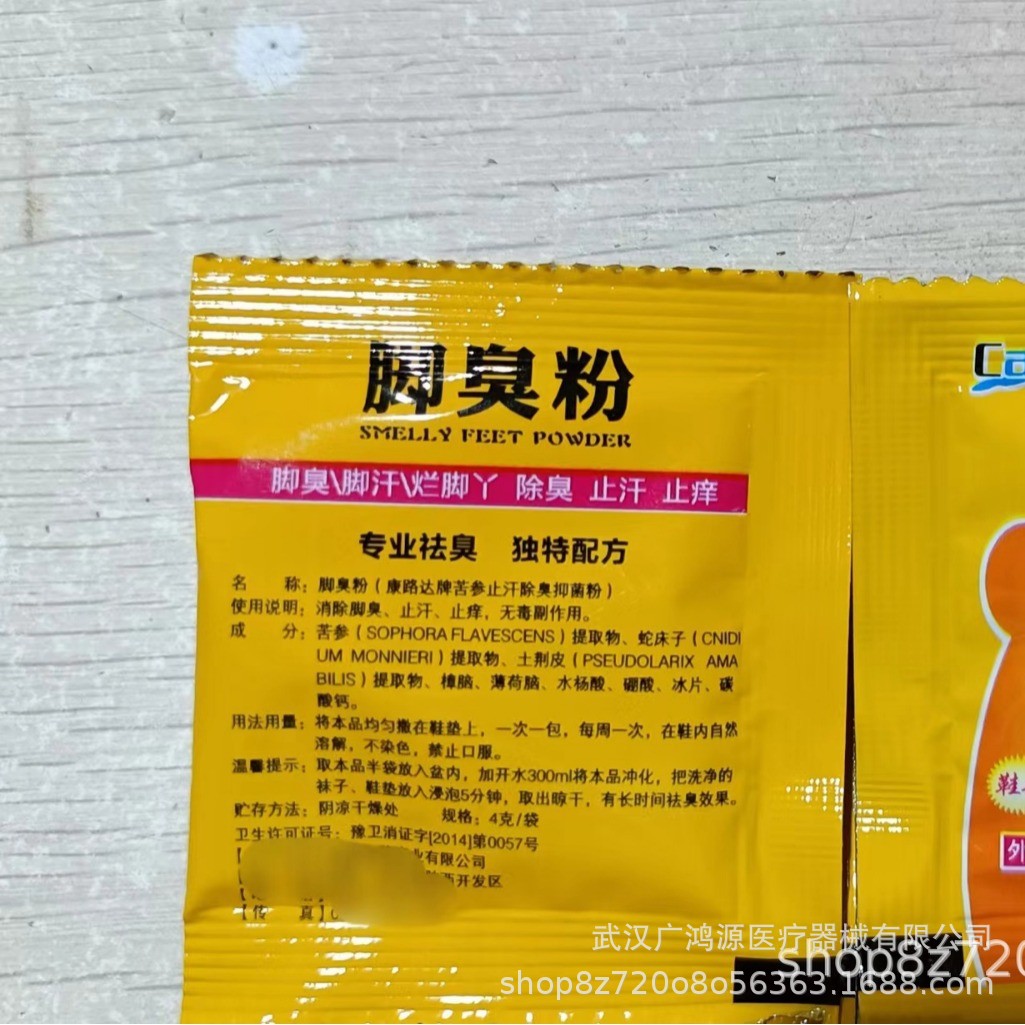 脚臭粉
SMELLY FEET POWDER
脚臭\脚汗\烂脚丫 除臭 止汗 止痒
专业祛臭 独特配方
名 称：脚臭粉（康路达牌苦参止汗除臭抑菌粉）
使用说明：消除脚臭、止汗、止痒，无毒副作用。
成 分：苦参（SOPHORA FLAVESCENS）提取物、蛇床子（CNIDI
UM MONNIERI）提取物、土荆皮（PSEUDOLARIX AMA
BILIS）提取物、樟脑、薄荷脑、水杨酸、硼酸、冰片、碳
酸钙。
用法用量：将本品均匀撒在鞋垫上，一次一包，每周一次，在鞋内自然
溶解，不染色，禁止口服。
温馨提示：取本品半袋放入盆内，加开水300ml将本品冲化，把洗净的
袜子、鞋垫放入浸泡5分钟，取出晾干，有长时间祛臭效果。
贮存方法：阴凉干燥处 规格：4克/袋
卫生许可证号：豫卫消证字[2014]第0057号
业有限公司
西开发区
【传 真】
Co
鞋
外
武汉广鸿源医疗器械有限公司
shop8z720o8o56363.1688.com
shop8z720